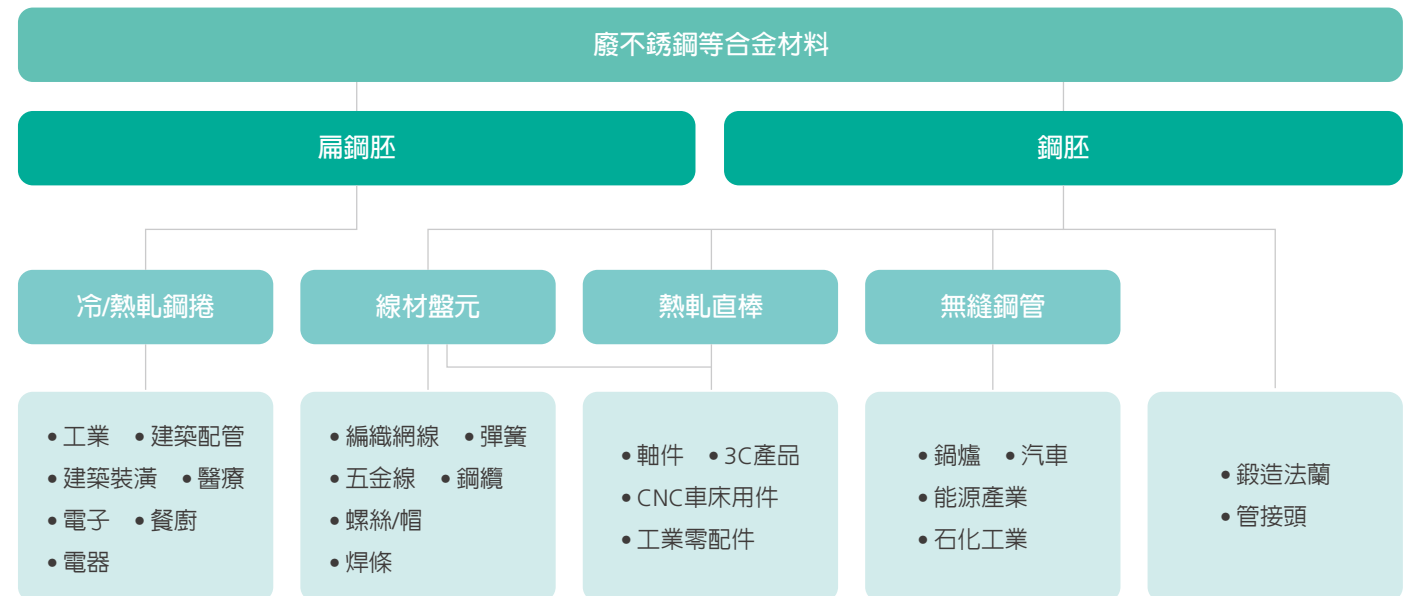 廢不銹鋼等合金材料
扁鋼胚
鋼胚
冷/熱軋鋼捲
線材盤元
熱軋直棒
無縫鋼管
•工業 •建築配管
•建築裝潢 •醫療
•電子 •餐廚
•電器
•編織網線 •彈簧
•五金線 •鋼纜
•螺絲/帽
•焊條
•軸件 •3C產品
•CNC車床用件
•工業零配件
•鍋爐 •汽車
•能源產業
•石化工業
•鍛造法蘭
•管接頭